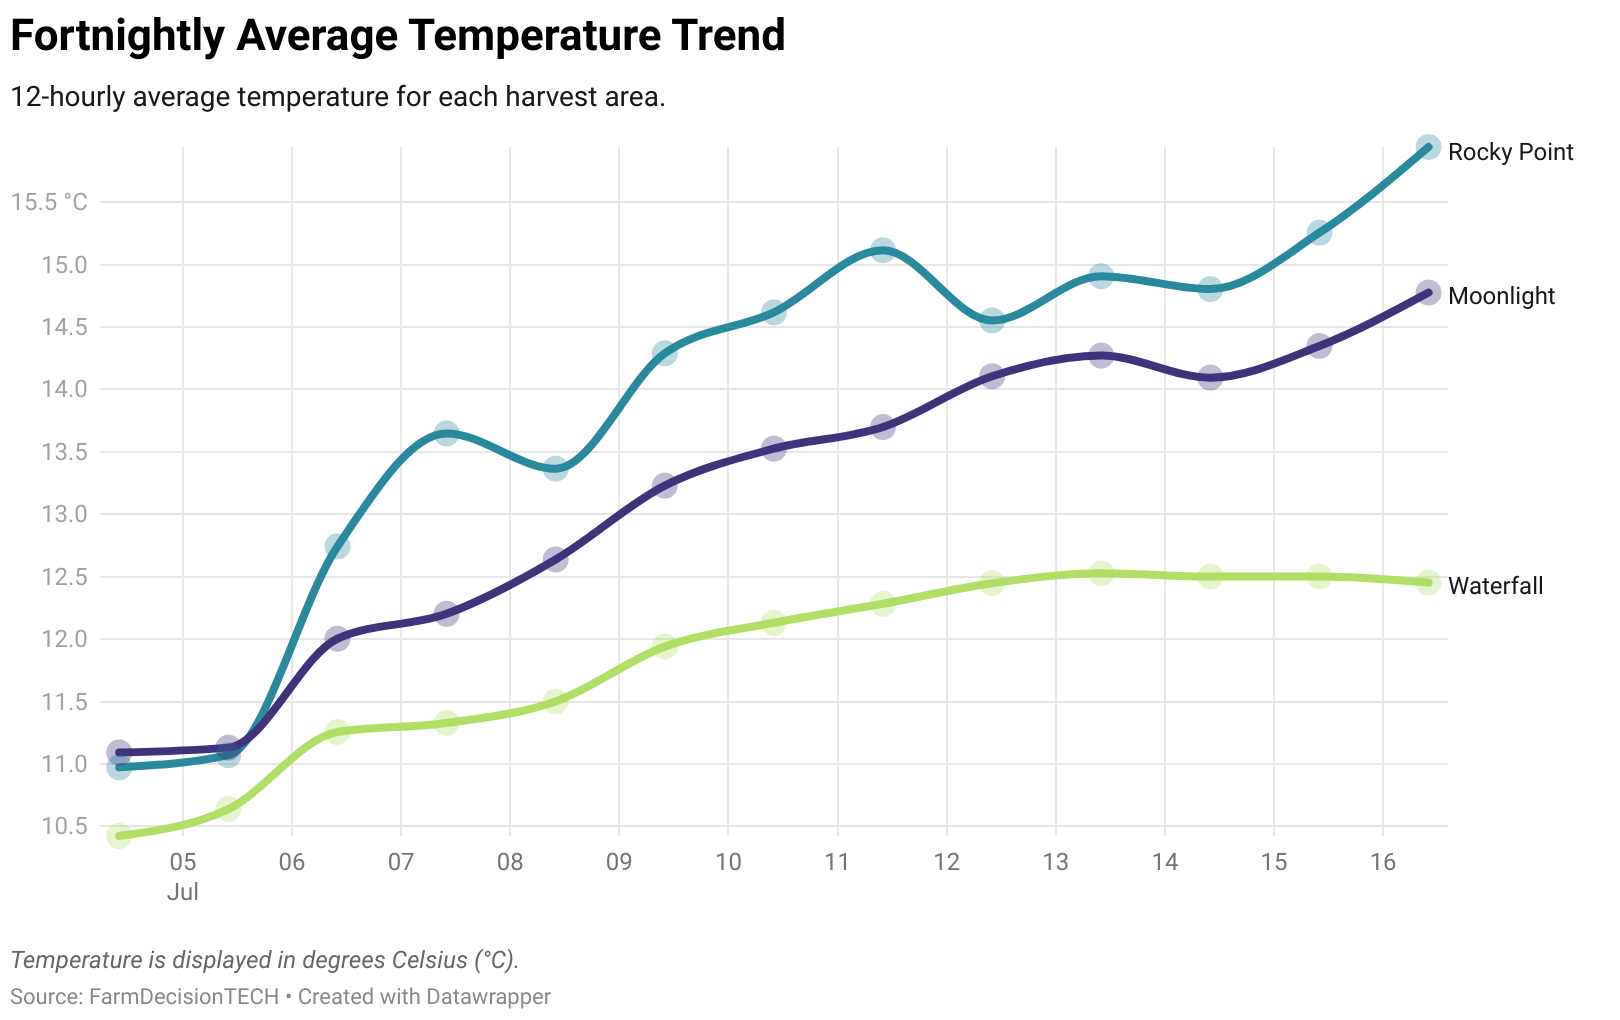 Fortnightly Average Temperature Trend
12-hourly average temperature for each harvest area.
Rocky Point
15.5 °C
15.0
Moonlight
14.5
14.0
13.5
13.0
12.5
Waterfall
12.0
11.5
11.0
10.5
05 06 07 08 09 10 11 12 13 14 15 16
Jul
Temperature is displayed in degrees Celsius (°C).
Source: FarmDecisionTECH • Created with Datawrapper